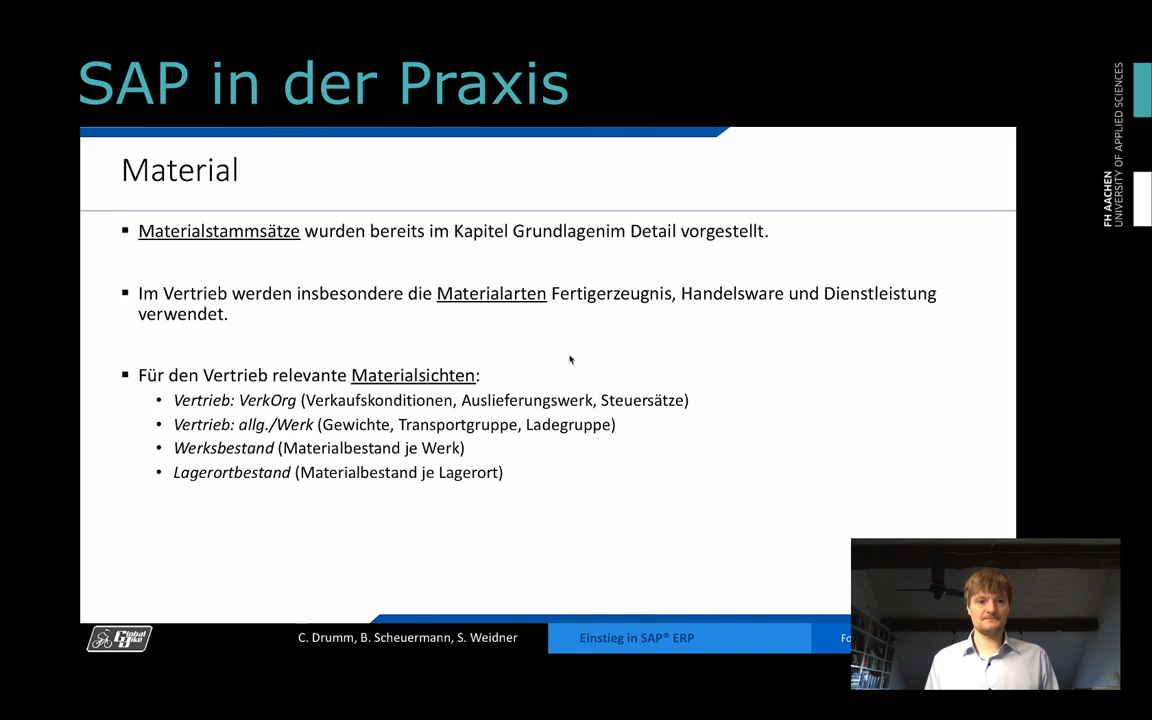 SAP in der Praxis
FH AACHEN
UNIVERSITY OF APPLIED SCIENCES
Material
▪ Materialstammsätze wurden bereits im Kapitel Grundlagenim Detail vorgestellt.
▪ Im Vertrieb werden insbesondere die Materialarten Fertigerzeugnis, Handelsware und Dienstleistung
verwendet.
▪ Für den Vertrieb relevante Materialsichten:
• Vertrieb: VerkOrg (Verkaufskonditionen, Auslieferungswerk, Steuersätze)
• Vertrieb: allg./Werk (Gewichte, Transportgruppe, Ladegruppe)
• Werksbestand (Materialbestand je Werk)
• Lagerortbestand (Materialbestand je Lagerort)
Global
Bike
C. Drumm, B. Scheuermann, S. Weidner
Einstieg in SAP® ERP
Fo